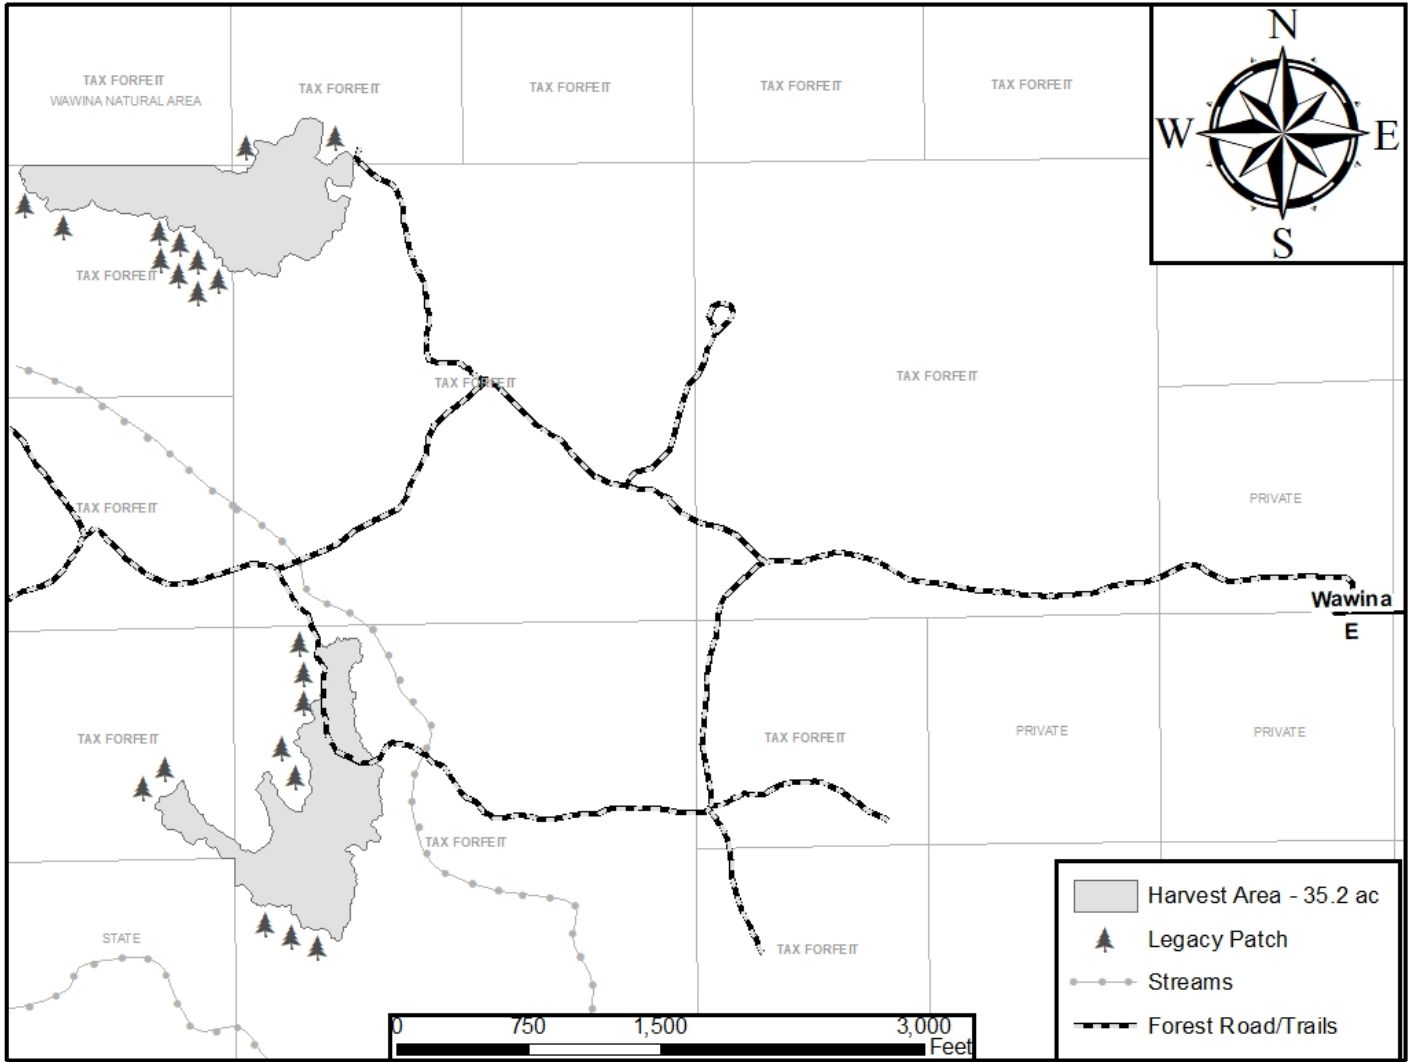 N
W E
S
TAX FORFEIT
WAWINA NATURAL AREA
TAX FORFEIT
TAX FORFEIT
TAX FORFEIT
TAX FORFEIT
TAX FORFEIT
TAX FORFEIT
TAX FORFEIT
TAX FORFEIT
PRIVATE
Wawina
E
TAX FORFEIT
TAX FORFEIT
PRIVATE
PRIVATE
TAX FORFEIT
STATE
TAX FORFEIT
Harvest Area - 35.2 ac
Legacy Patch
Streams
Forest Road/Trails
0 750 1,500 3,000
Feet